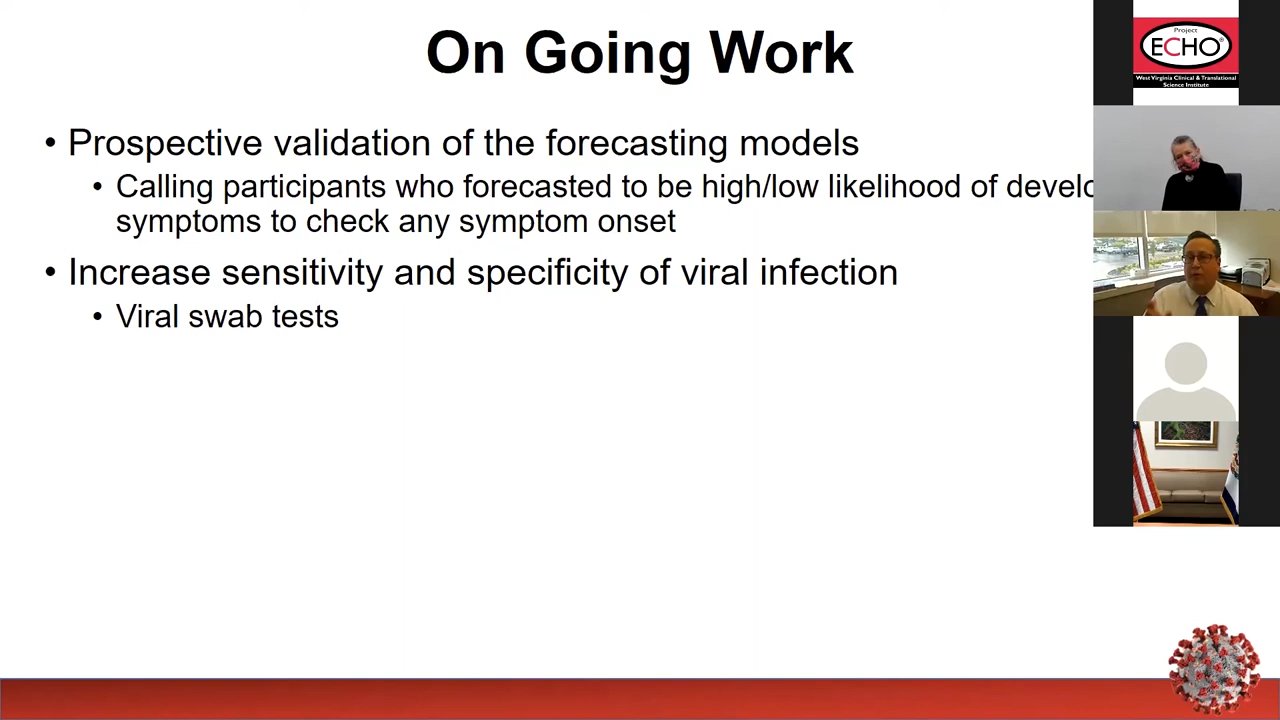 On Going Work
• Prospective validation of the forecasting models
• Calling participants who forecasted to be high/low likelihood of develo
symptoms to check any symptom onset
• Increase sensitivity and specificity of viral infection
• Viral swab tests
Project
ECHO®
West Virginia Clinical & Translational
Science Institute